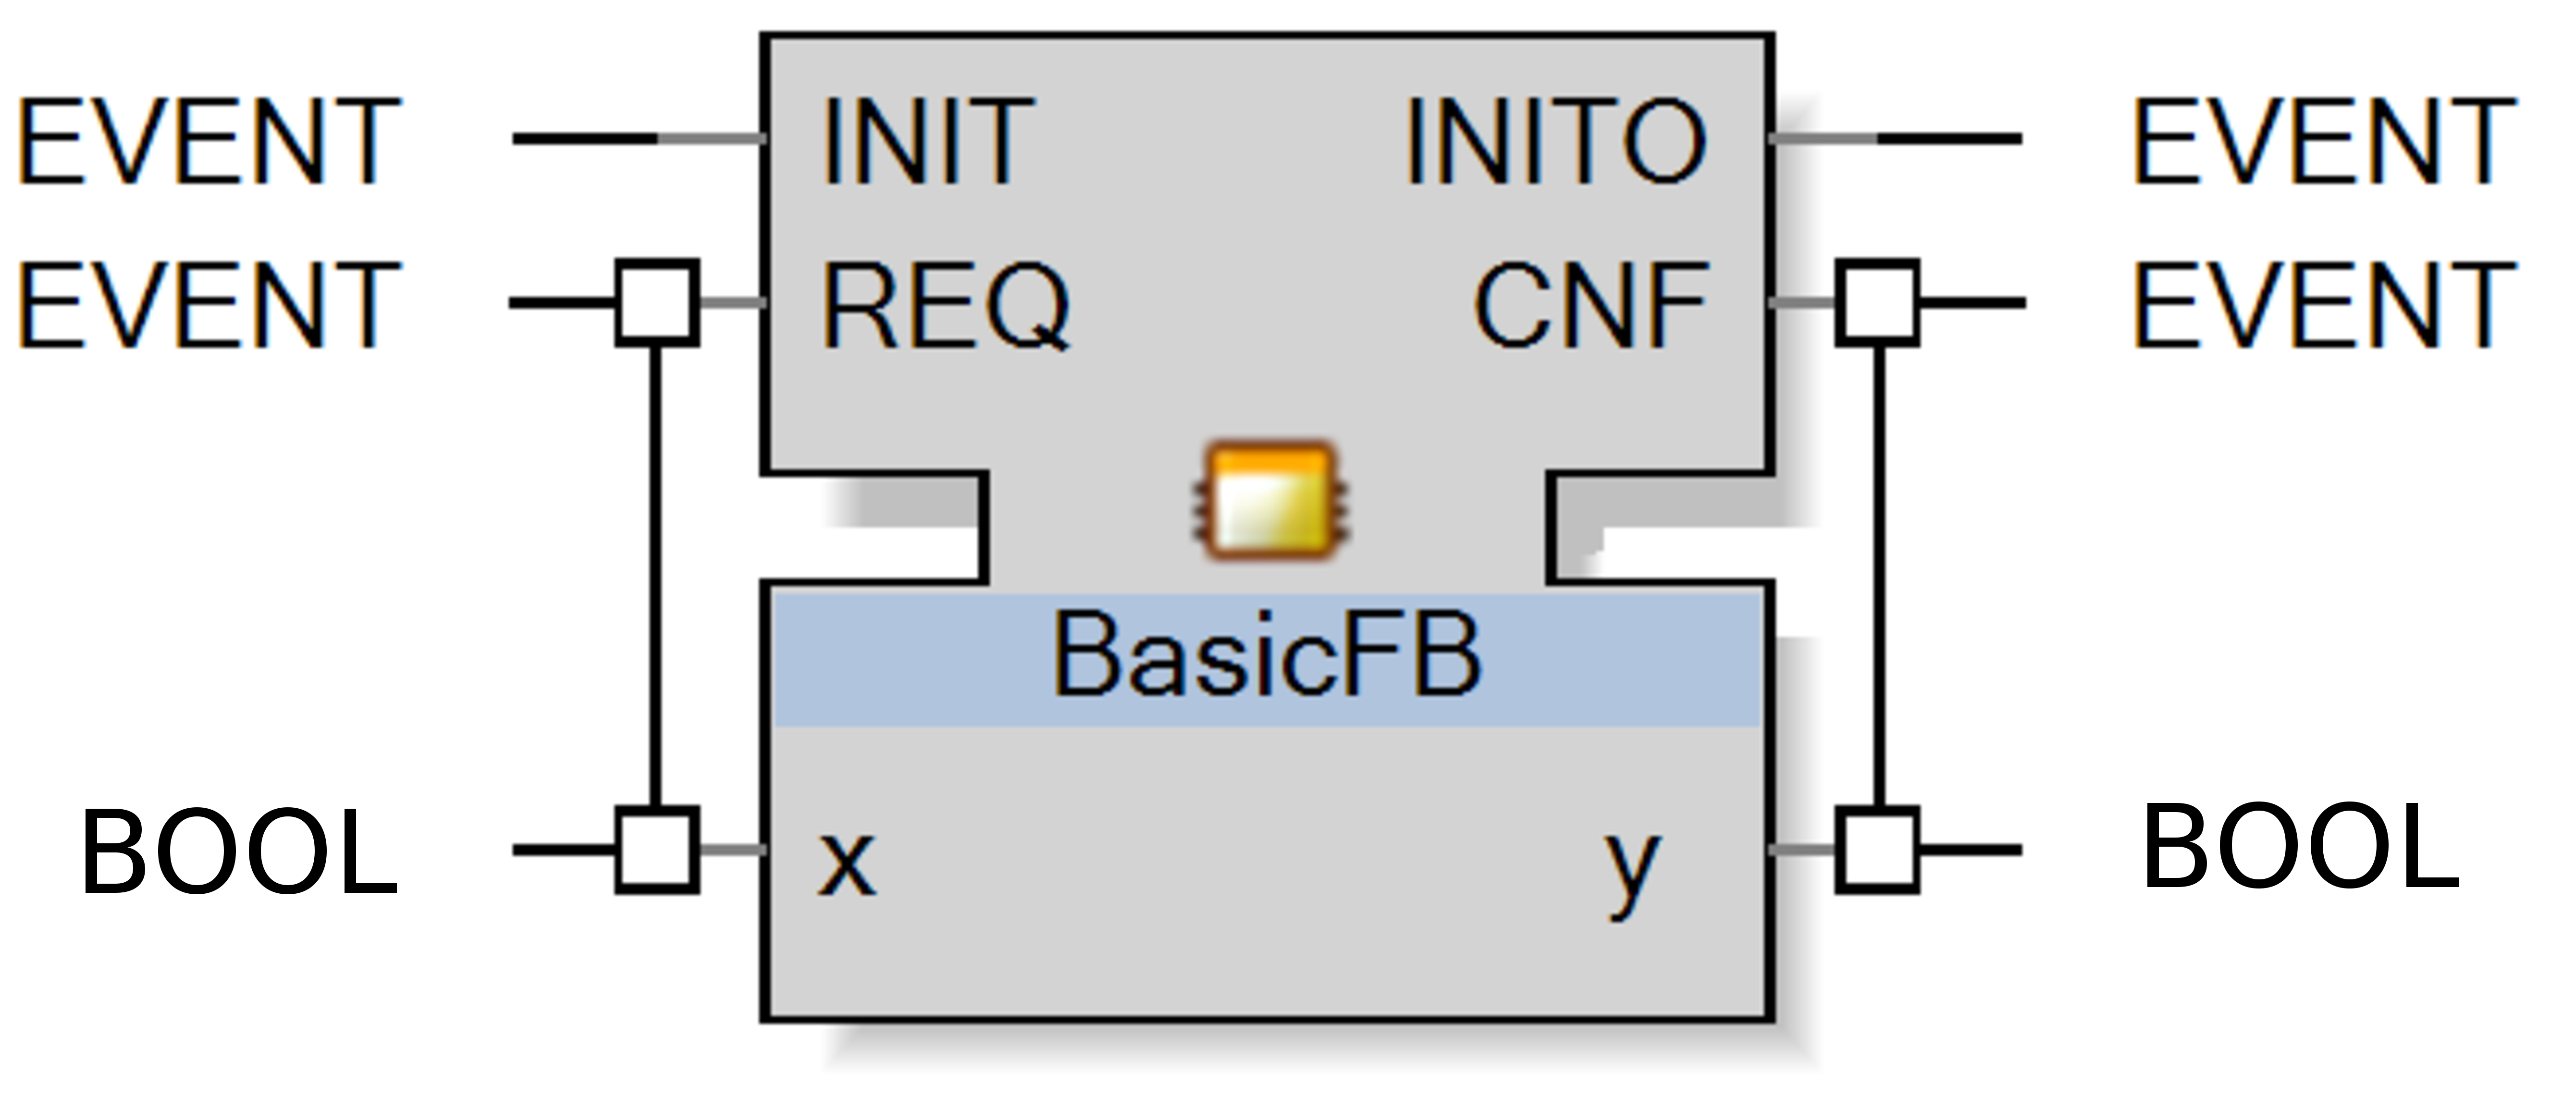 EVENT INIT INITO EVENT
EVENT REQ CNF EVENT
BasicFB
BOOL x y BOOL